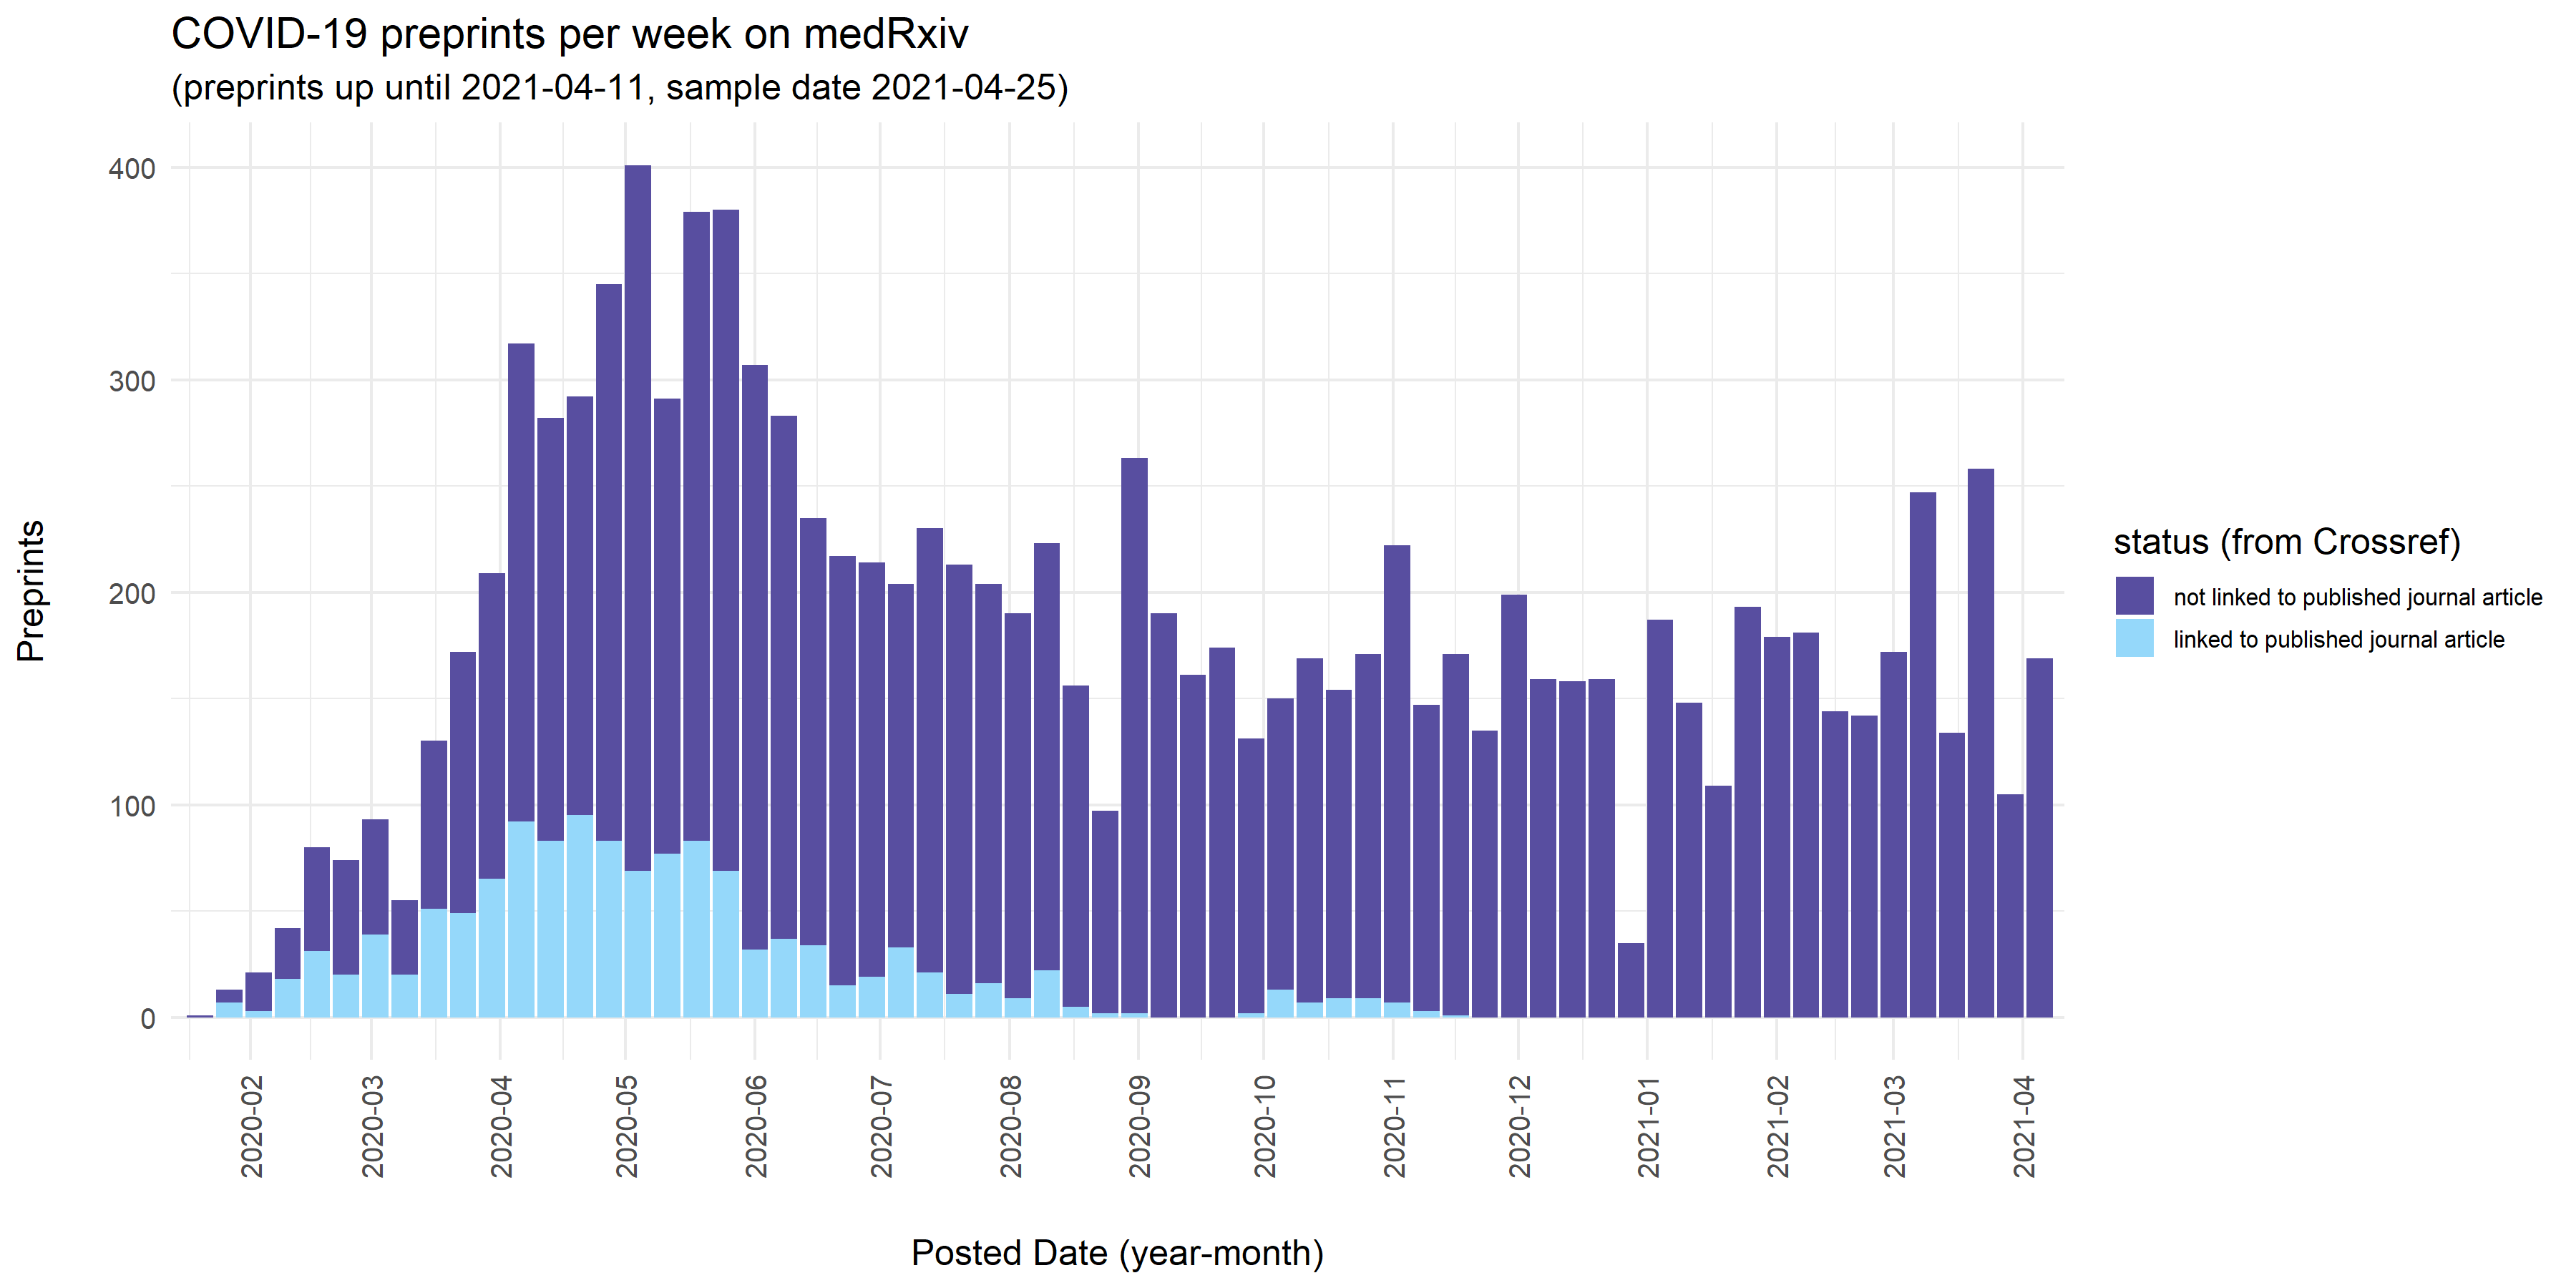 COVID-19 preprints per week on medRxiv
(preprints up until 2021-04-11, sample date 2021-04-25)
Preprints
400
300
200
100
0
2020-02
2020-03
2020-04
2020-05
2020-06
2020-07
2020-08
2020-09
2020-10
2020-11
2020-12
2021-01
2021-02
2021-03
2021-04
Posted Date (year-month)
status (from Crossref)
not linked to published journal article
linked to published journal article